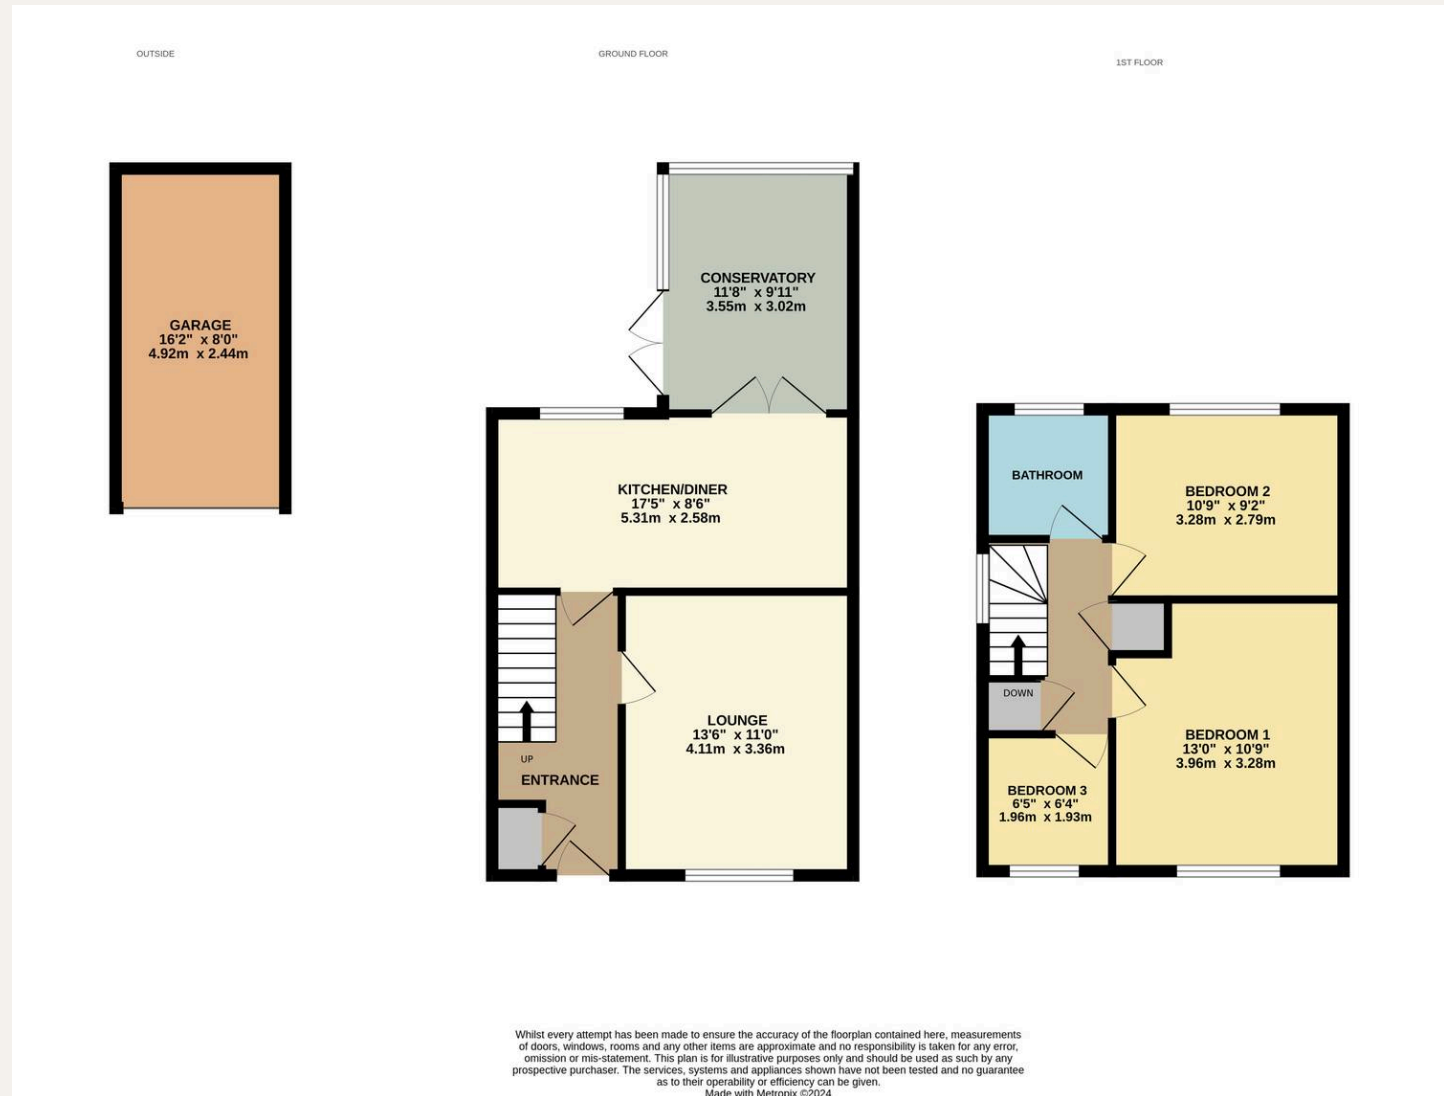 OUTSIDE
GROUND FLOOR
1ST FLOOR
GARAGE
16'2" x 8'0"
4.92m x 2.44m
CONSERVATORY
11'8" x 9'11"
3.55m x 3.02m
KITCHEN/DINER
17'5" x 8'6"
5.31m x 2.58m
LOUNGE
13'6" x 11'0"
4.11m x 3.36m
UP
ENTRANCE
BATHROOM
BEDROOM 2
10'9" x 9'2"
3.28m x 2.79m
DOWN
BEDROOM 1
13'0" x 10'9"
3.96m x 3.28m
BEDROOM 3
6'5" x 6'4"
1.96m x 1.93m
Whilst every attempt has been made to ensure the accuracy of the floorplan contained here, measurements
of doors, windows, rooms and any other items are approximate and no responsibility is taken for any error,
omission or mis-statement. This plan is for illustrative purposes only and should be used as such by any
prospective purchaser. The services, systems and appliances shown have not been tested and no guarantee
as to their operability or efficiency can be given.
Made with Metropix ©2024